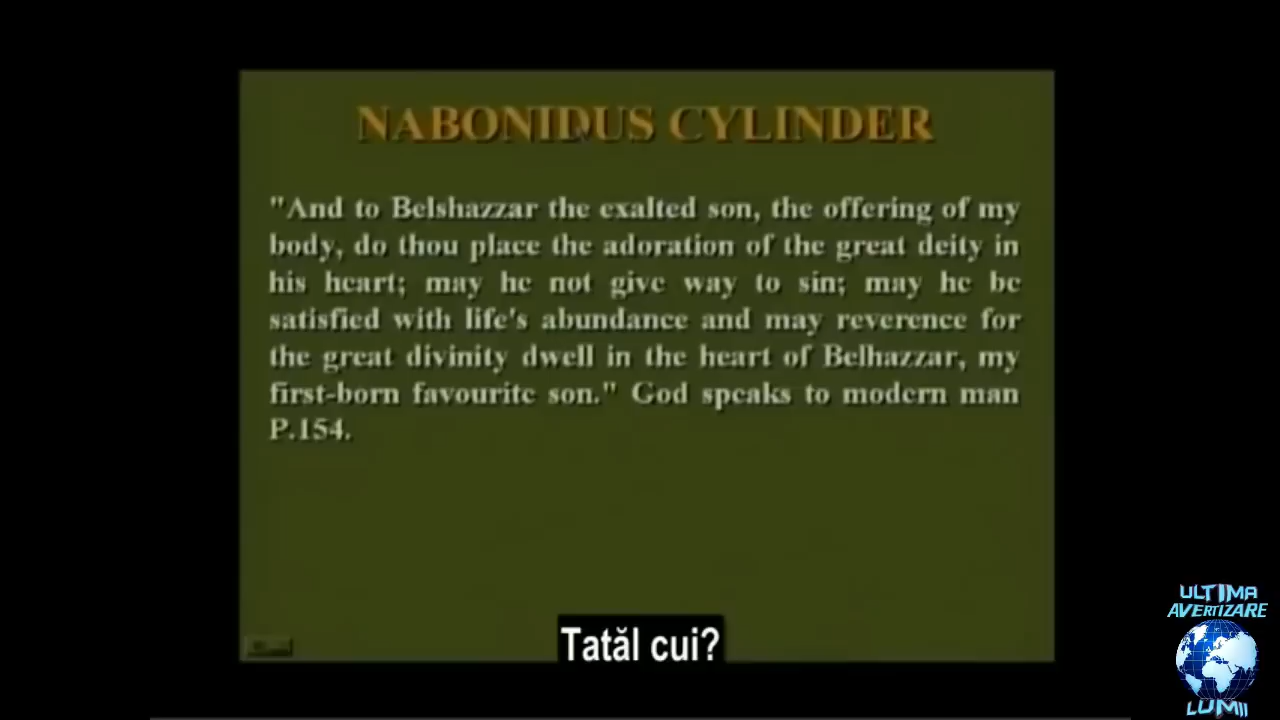 NABONIDUS CYLINDER
"And to Belshazzar the exalted son, the offering of my
body, do thou place the adoration of the great deity in
his heart; may he not give way to sin; may he be
satisfied with life's abundance and may reverence for
the great divinity dwell in the heart of Belhazzar, my
first-born favourite son." God speaks to modern man
P.154.
Tatăl cui?
ULTIMA
AVERTIZARE
LUMII